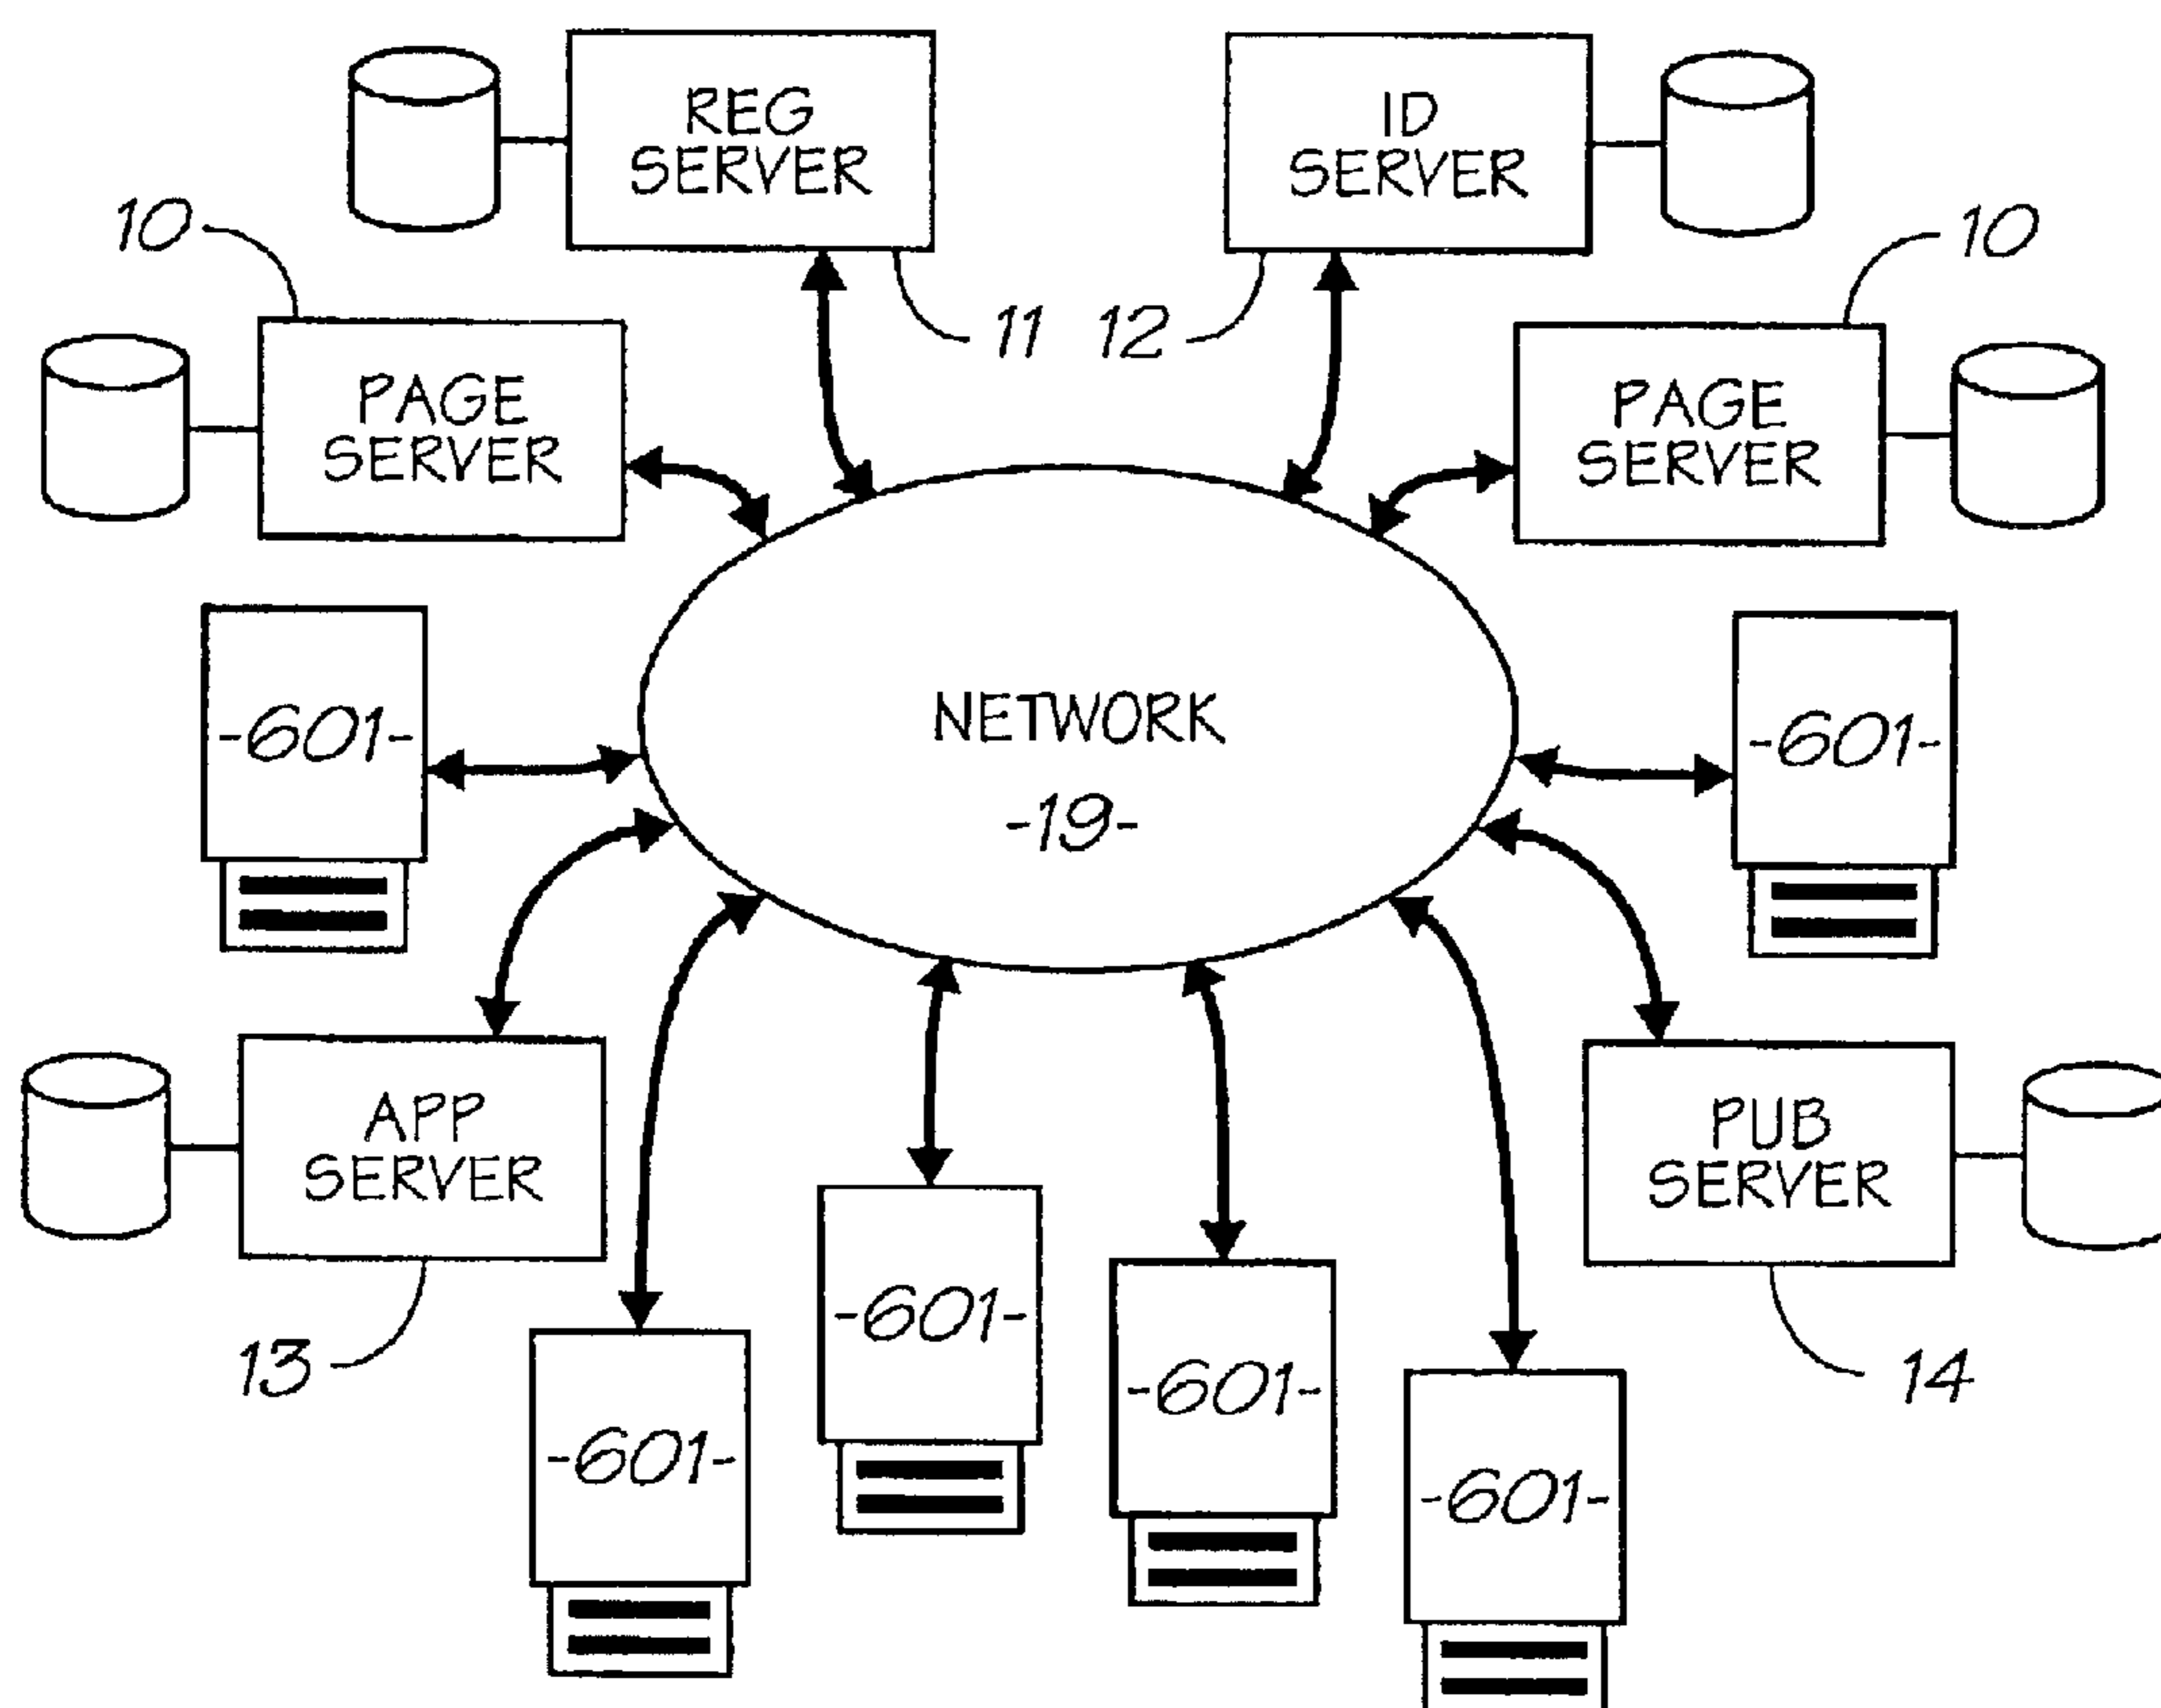 REG
SERVER
ID
SERVER
10
10
11
12
PAGE
SERVER
PAGE
SERVER
-601-
NETWORK
-19-
-601-
APP
SERVER
PUB
SERVER
-601-
-601-
13
14
-601-
-601-